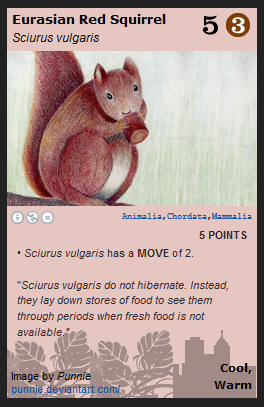 Eurasian Red Squirrel
5 3
Sciurus vulgaris
Animalia,Chordata,Mammalia
5 POINTS
• Sciurus vulgaris has a MOVE of 2.
"Sciurus vulgaris do not hibernate. Instead,
they lay down stores of food to see them
through periods when fresh food is not
available."
Image by Punnie
punnie.deviantart.com/
Cool,
Warm